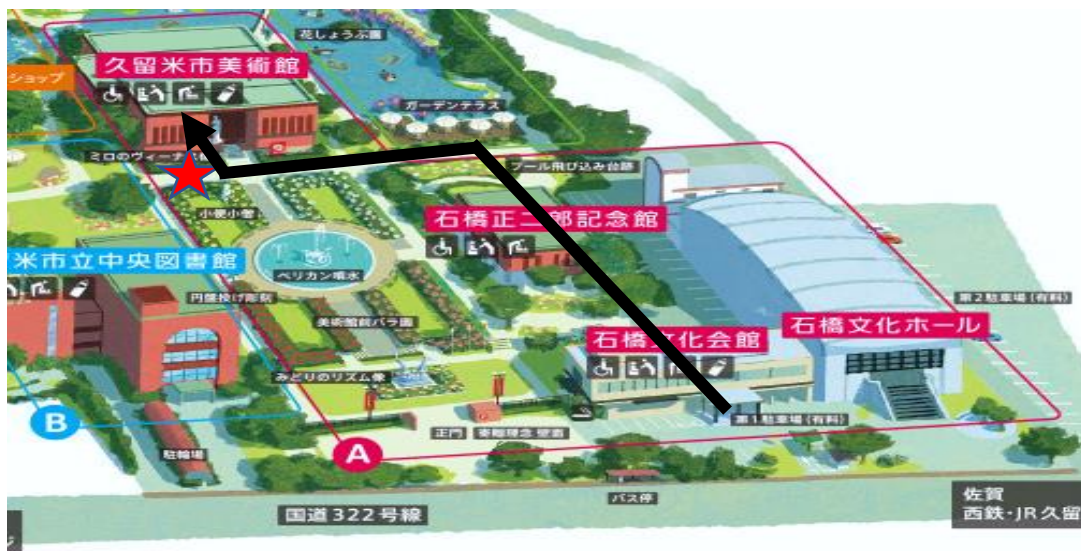 花しょうぶ園
久留米市美術館
ショップ
ガーデンテラス
ミロのヴィーナス
プール飛び込み台跡
小便小僧
石橋正二郎記念館
米市立中央図書館
ペリカン噴水
円盤投げ彫刻
第2駐車場(有料)
美術館前バラ園
石橋文化ホール
石橋文化会館
みどりのリズム像
第1駐車場(有料)
B
正門
A
駐輪場
バス停
国道322号線
佐賀
西鉄・JR久留